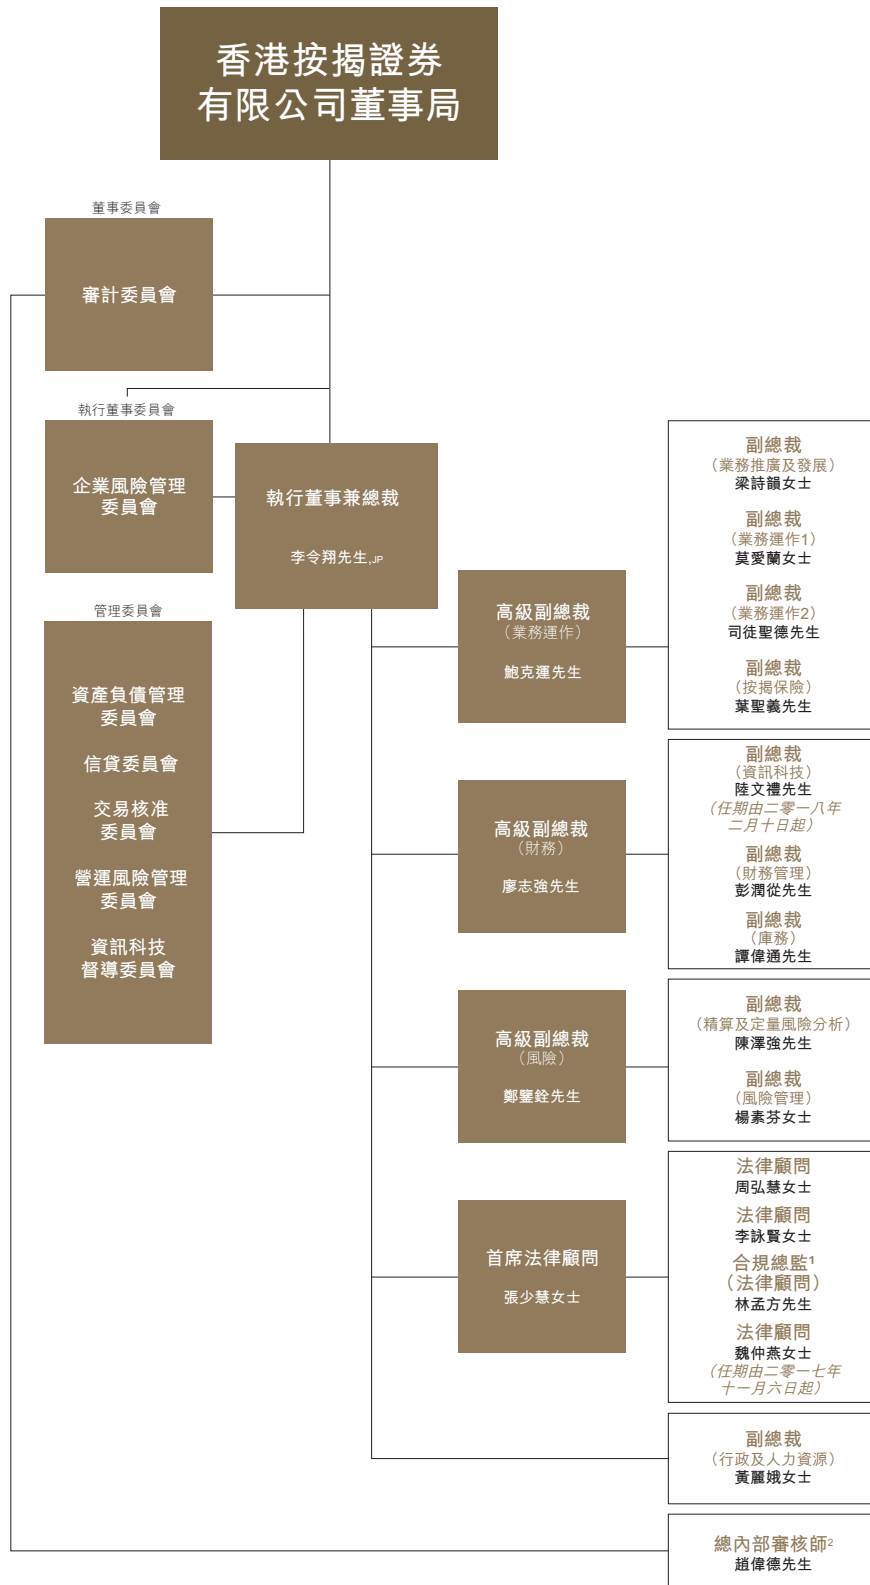 香港按揭證券
有限公司董事局
董事委員會
審計委員會
執行董事委員會
企業風險管理
委員會
執行董事兼總裁
李令翔先生,JP
管理委員會
資產負債管理
委員會
信貸委員會
交易核准
委員會
營運風險管理
委員會
資訊科技
督導委員會
高級副總裁
(業務運作)
鮑克運先生
副總裁
(業務推廣及發展)
梁詩韻女士
副總裁
(業務運作1)
莫愛蘭女士
副總裁
(業務運作2)
司徒聖德先生
副總裁
(按揭保險)
葉聖義先生
高級副總裁
(財務)
廖志強先生
副總裁
(資訊科技)
陸文禮先生
(任期由二零一八年
二月十日起)
副總裁
(財務管理)
彭潤從先生
副總裁
(庫務)
譚偉通先生
高級副總裁
(風險)
鄭鑒銓先生
副總裁
(精算及定量風險分析)
陳澤強先生
副總裁
(風險管理)
楊素芬女士
首席法律顧問
張少慧女士
法律顧問
周弘慧女士
法律顧問
李詠賢女士
合規總監1
(法律顧問)
林孟方先生
法律顧問
魏仲燕女士
(任期由二零一七年
十一月六日起)
副總裁
(行政及人力資源)
黃麗娥女士
總內部審核師2
趙偉德先生